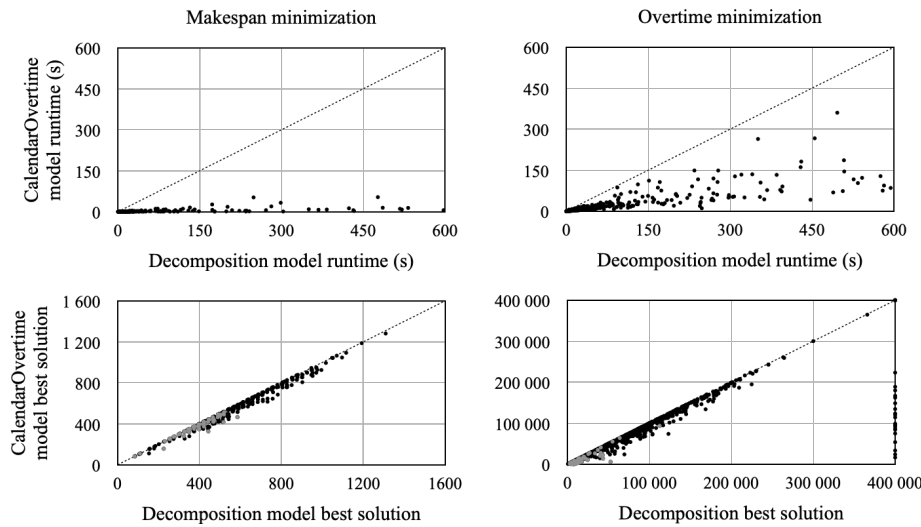 Makespan minimization
Overtime minimization
CalendarOvertime
model runtime (s)
600
450
300
150
0
0 150 300 450 600
Decomposition model runtime (s)
600
450
300
150
0
0 150 300 450 600
Decomposition model runtime (s)
CalendarOvertime
model best solution
1 600
1 200
800
400
0
0 400 800 1200 1600
Decomposition model best solution
400 000
300 000
200 000
100 000
0
0 100 000 200 000 300 000 400 000
Decomposition best solution